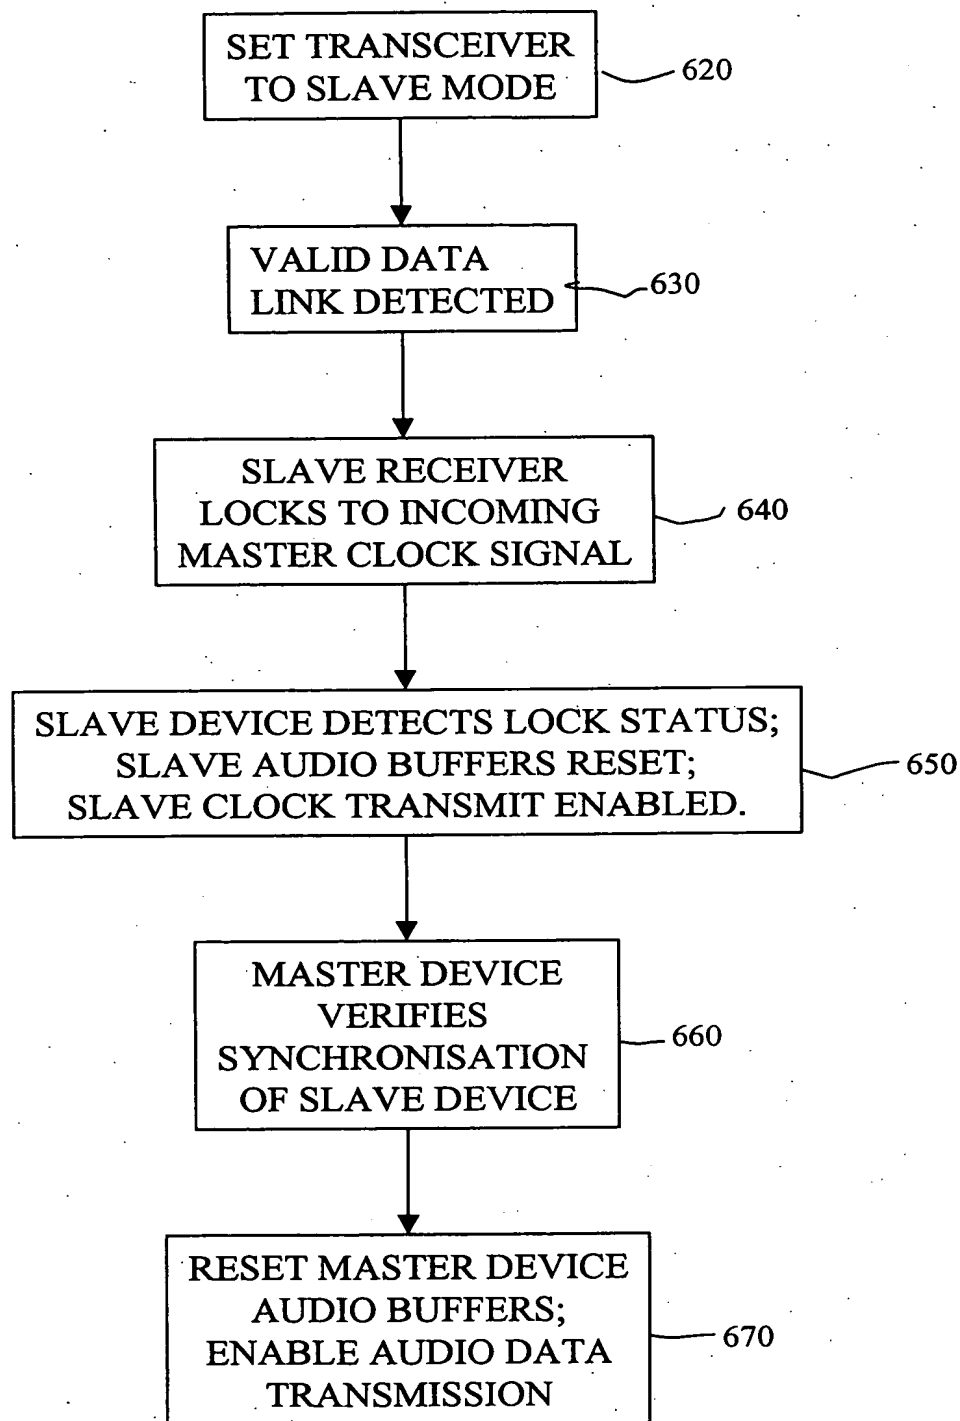 SET TRANSCEIVER
TO SLAVE MODE
620
VALID DATA
LINK DETECTED
630
SLAVE RECEIVER
LOCKS TO INCOMING
MASTER CLOCK SIGNAL
640
SLAVE DEVICE DETECTS LOCK STATUS;
SLAVE AUDIO BUFFERS RESET;
SLAVE CLOCK TRANSMIT ENABLED.
650
MASTER DEVICE
VERIFIES
SYNCHRONISATION
OF SLAVE DEVICE
660
RESET MASTER DEVICE
AUDIO BUFFERS;
ENABLE AUDIO DATA
TRANSMISSION
670